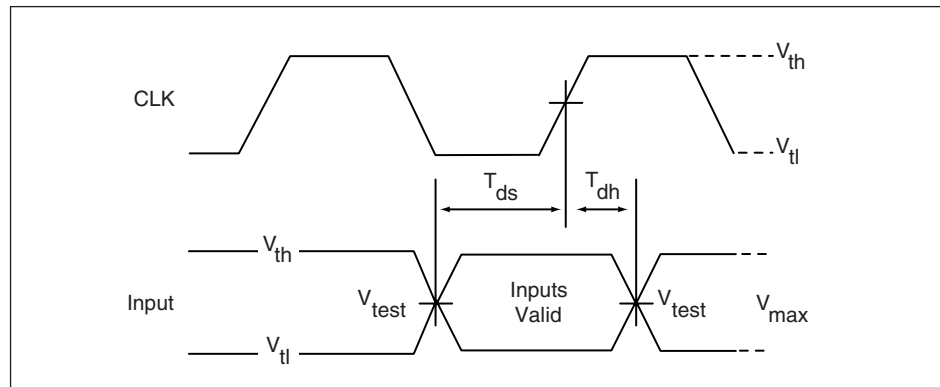 V_th
CLK
V_tl
T_ds T_dh
V_th
Input V_test Inputs Valid V_test V_max
V_tl